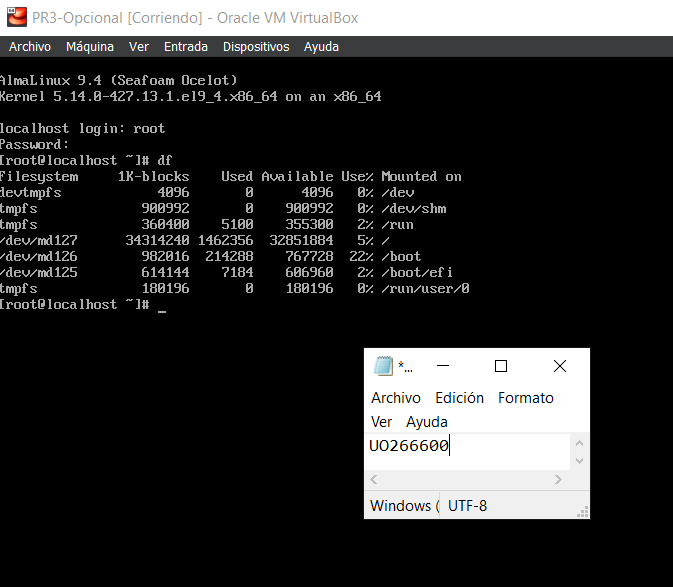 PR3-Opcional [Corriendo] - Oracle VM VirtualBox
Archivo Máquina Ver Entrada Dispositivos Ayuda
AlmaLinux 9.4 (Seafoam Ocelot)
Kernel 5.14.0-427.13.1.el9_4.x86_64 on an x86_64
localhost login: root
Password:
[root@localhost ~]# df
Filesystem     1K-blocks    Used Available Use% Mounted on
devtmpfs            4096       0      4096   0% /dev
tmpfs             900992       0    900992   0% /dev/shm
tmpfs             360400    5100    355300   2% /run
/dev/md127      34314240 1462356  32851884   5% /
/dev/md126        982016  214288    767728  22% /boot
/dev/md125        614144    7184    606960   2% /boot/efi
tmpfs             180196       0    180196   0% /run/user/0
[root@localhost ~]# _
*...
Archivo Edición Formato
Ver Ayuda
UO266600
Windows ( UTF-8